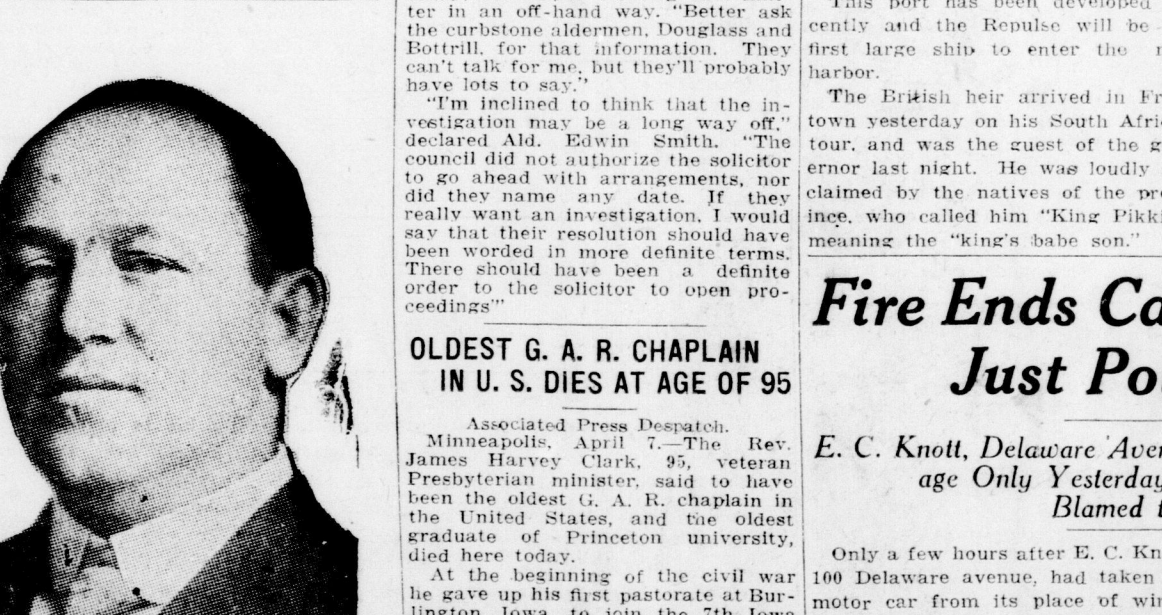 ter in an off-hand way. "Better ask
the curbstone aldermen, Douglass and
Bottrill, for that information. They
can't talk for me, but they'll probably
have lots to say."
"I'm inclined to think that the in-
vestigation may be a long way off,"
declared Ald. Edwin Smith. "The
council did not authorize the solicitor
to go ahead with arrangements, nor
did they name any date. If they
really want an investigation, I would
say that their resolution should have
been worded in more definite terms.
There should have been a definite
order to the solicitor to open pro-
ceedings'"
OLDEST G. A. R. CHAPLAIN
IN U. S. DIES AT AGE OF 95
Associated Press Despatch.
Minneapolis, April 7.—The Rev.
James Harvey Clark, 95, veteran
Presbyterian minister, said to have
been the oldest G. A. R. chaplain in
the United States, and the oldest
graduate of Princeton university,
died here today.
At the beginning of the civil war
he gave up his first pastorate at Bur-
lington, Iowa, to join the 7th Iowa
This port has been developed
cently and the Repulse will be
first large ship to enter the
harbor.
The British heir arrived in Fr
town yesterday on his South Afri
tour, and was the guest of the g
ernor last night. He was loudly
claimed by the natives of the pr
ince, who called him "King Pikk
meaning the "king's babe son."
Fire Ends Ca
Just Po
E. C. Knott, Delaware Aven
age Only Yesterday
Blamed
Only a few hours after E. C. Kn
100 Delaware avenue, had taken
motor car from its place of win